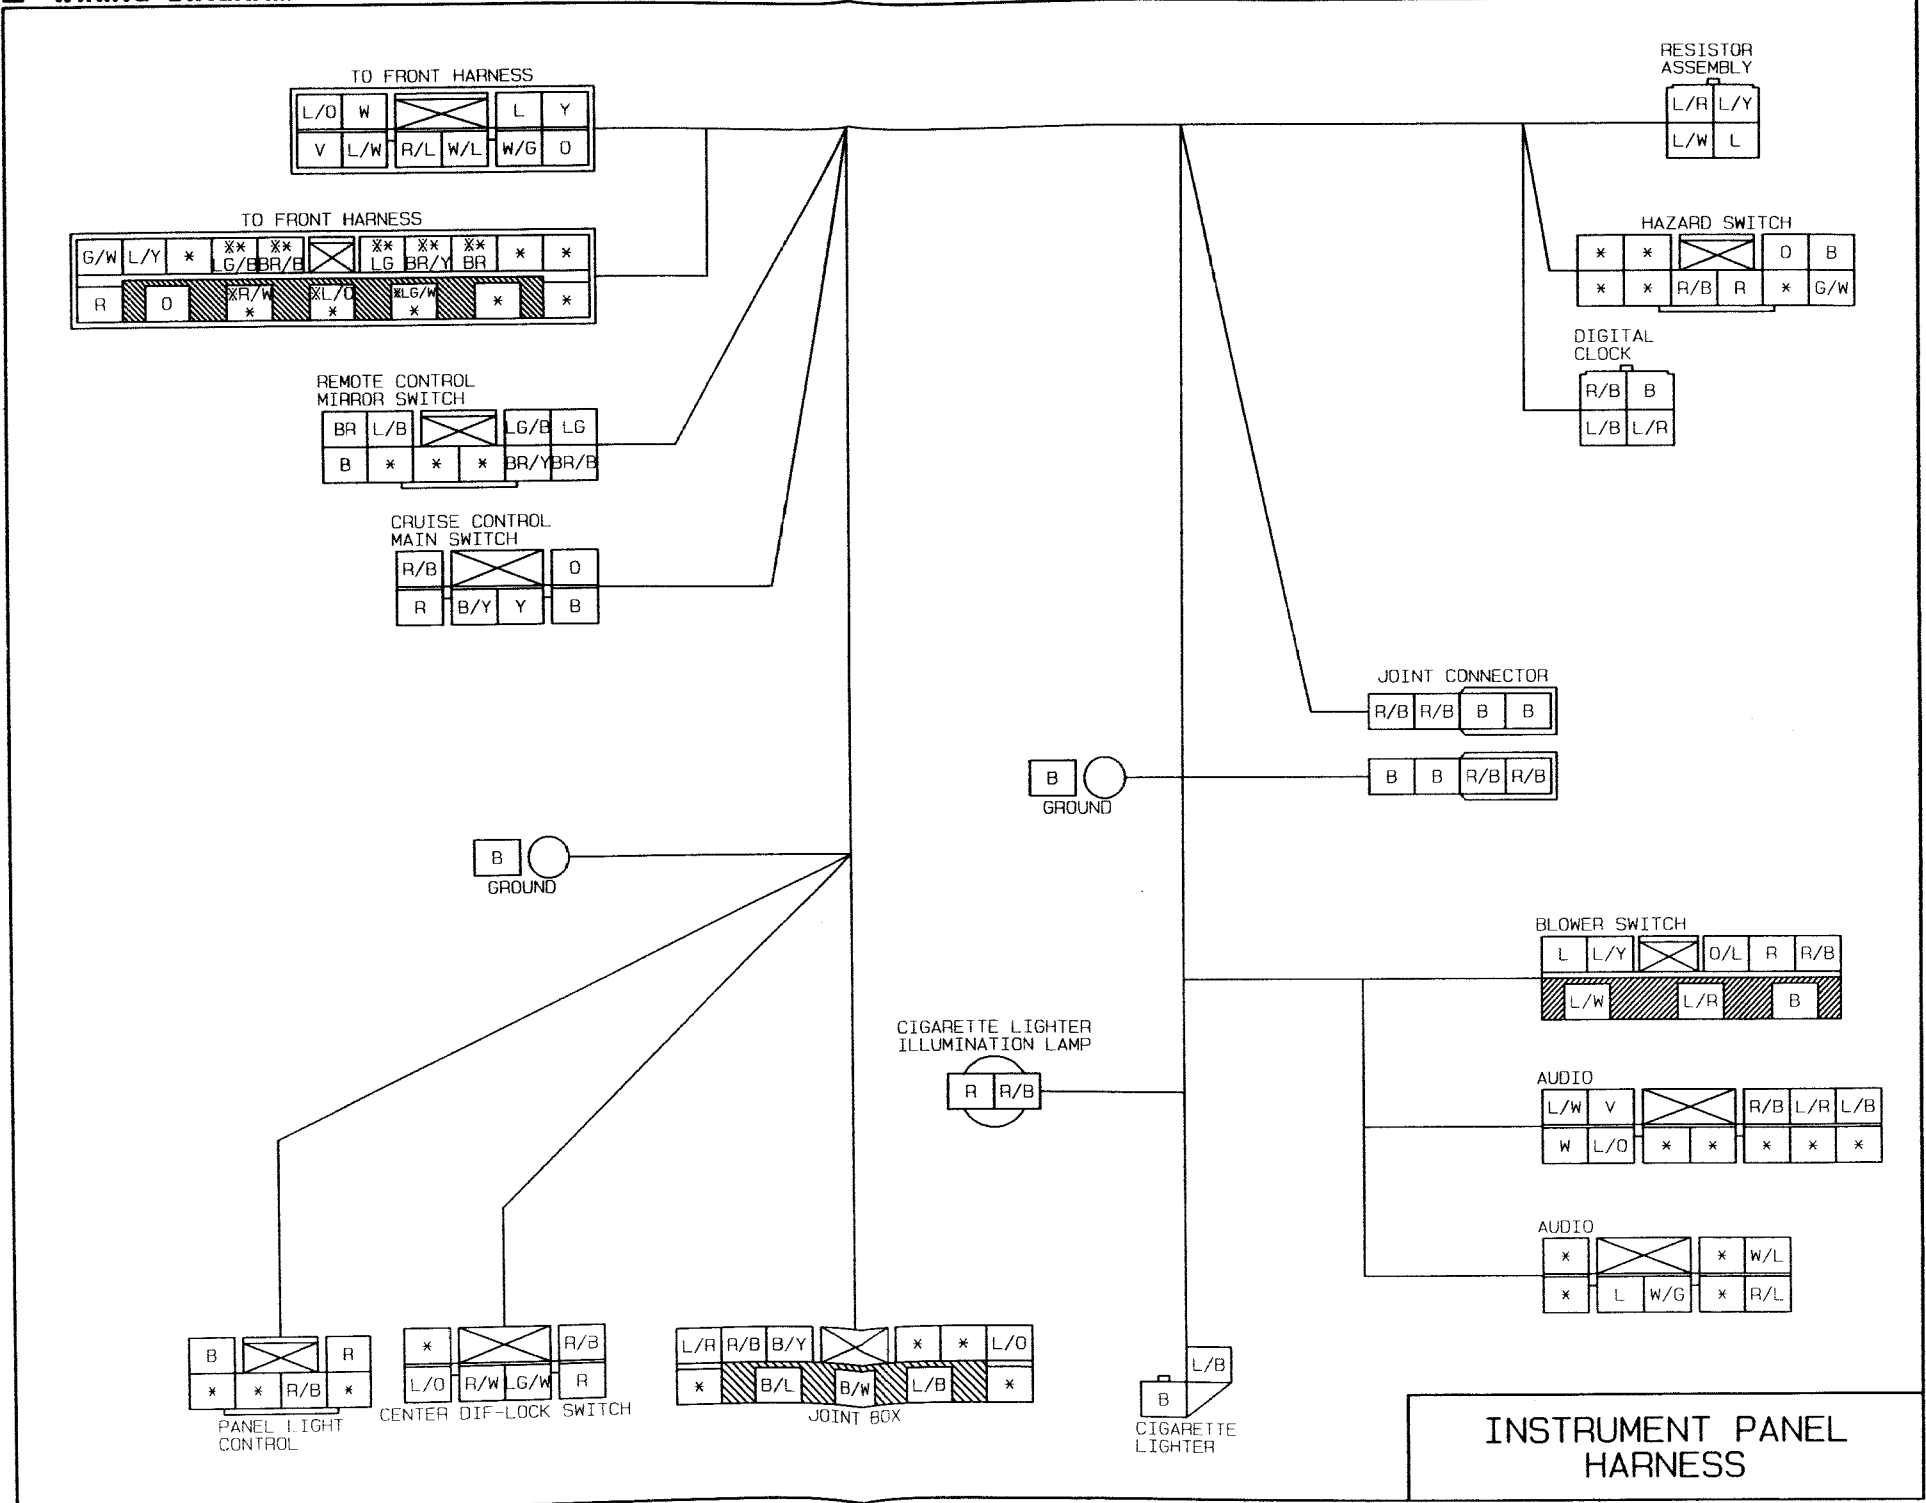 TO FRONT HARNESS
L/O W L Y
V L/W R/L W/L W/G O
TO FRONT HARNESS
G/W L/Y * ※* LG/B ※* BR/B ※* LG ※* BR/Y ※* BR * *
R O ※R/W * ※L/O * ※LG/W * * *
REMOTE CONTROL
MIRROR SWITCH
BR L/B LG/B LG
B * * * BR/Y BR/B
CRUISE CONTROL
MAIN SWITCH
R/B O
R B/Y Y B
RESISTOR
ASSEMBLY
L/R L/Y
L/W L
HAZARD SWITCH
* * O B
* * R/B R * G/W
DIGITAL
CLOCK
R/B B
L/B L/R
JOINT CONNECTOR
R/B R/B B B
B B R/B R/B
B
GROUND
B
GROUND
BLOWER SWITCH
L L/Y O/L R R/B
L/W L/R B
CIGARETTE LIGHTER
ILLUMINATION LAMP
R R/B
AUDIO
L/W V R/B L/R L/B
W L/O * * * * *
AUDIO
* * W/L
* L W/G * R/L
B R
* * R/B *
PANEL LIGHT
CONTROL
* R/B
L/O R/W LG/W R
CENTER DIF-LOCK SWITCH
L/R R/B B/Y * * L/O
* B/L B/W L/B *
JOINT BOX
L/B
B
CIGARETTE
LIGHTER
INSTRUMENT PANEL
HARNESS